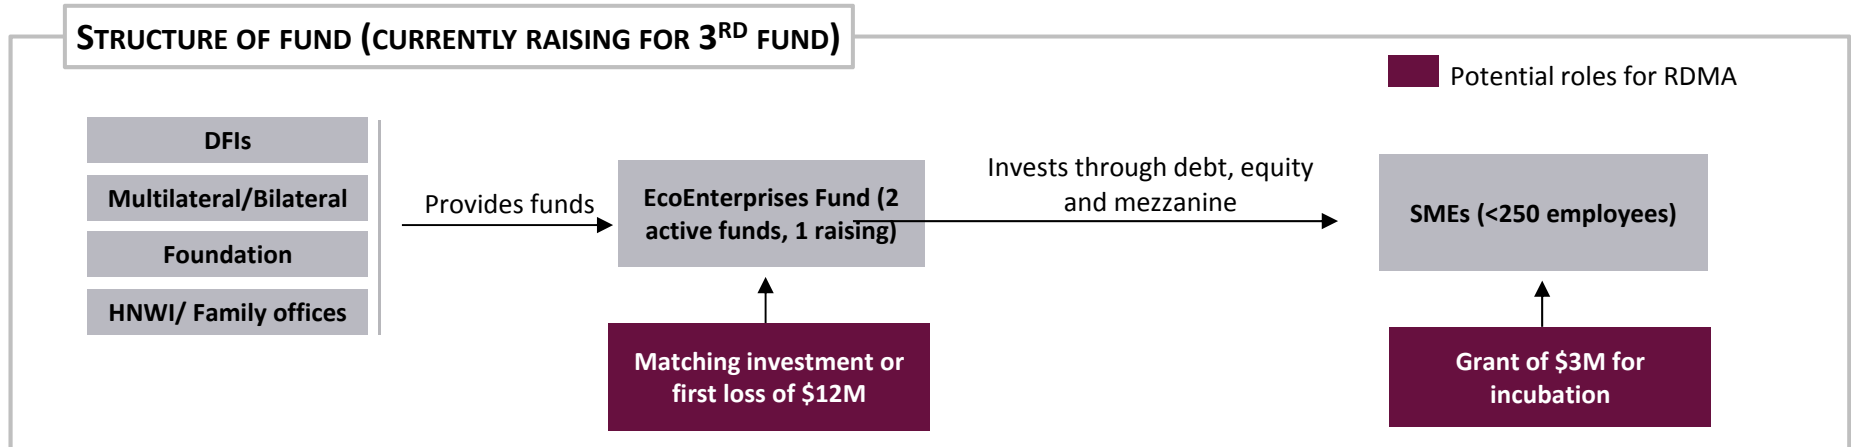 STRUCTURE OF FUND (CURRENTLY RAISING FOR 3RD FUND)
Potential roles for RDMA
DFIs
Multilateral/Bilateral
Foundation
HNWI/ Family offices
Provides funds
EcoEnterprises Fund (2
active funds, 1 raising)
Invests through debt, equity
and mezzanine
SMEs (<250 employees)
Matching investment or
first loss of $12M
Grant of $3M for
incubation